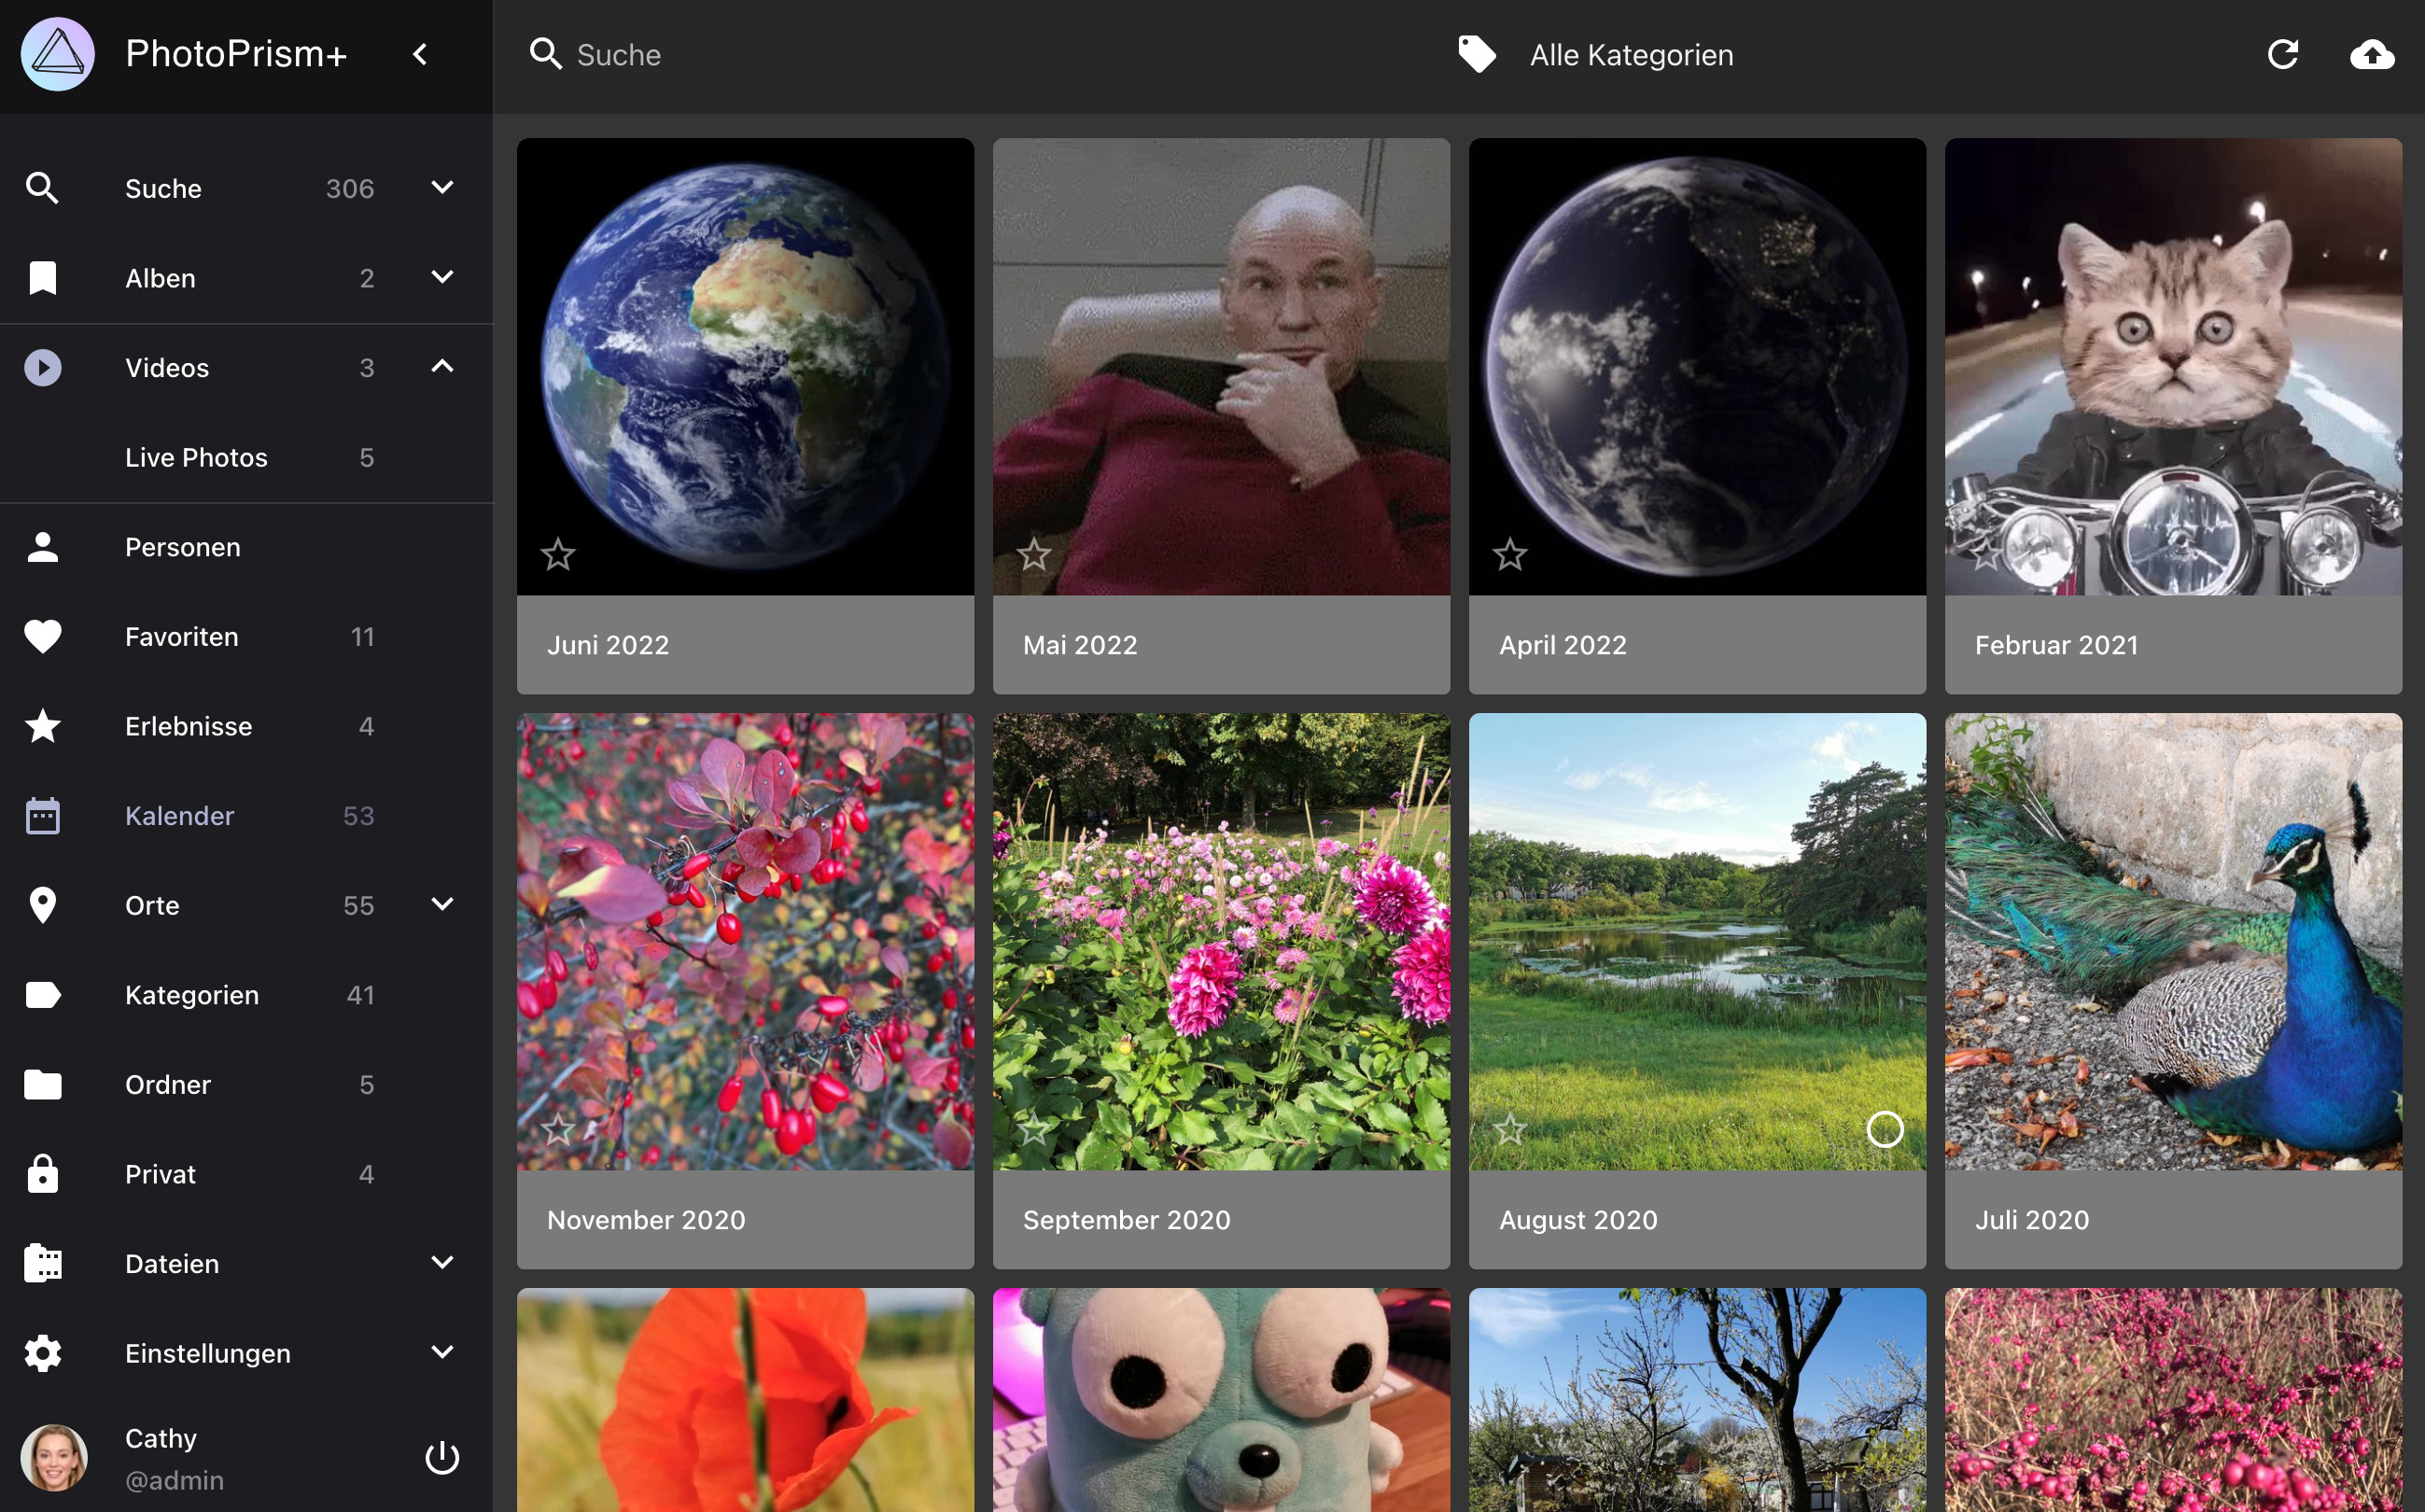 PhotoPrism+
Suche
Alle Kategorien
Suche 306
Alben 2
Videos 3
Live Photos 5
Personen
Favoriten 11
Erlebnisse 4
Kalender 53
Orte 55
Kategorien 41
Ordner 5
Privat 4
Dateien
Einstellungen
Cathy
@admin
Juni 2022
Mai 2022
April 2022
Februar 2021
November 2020
September 2020
August 2020
Juli 2020